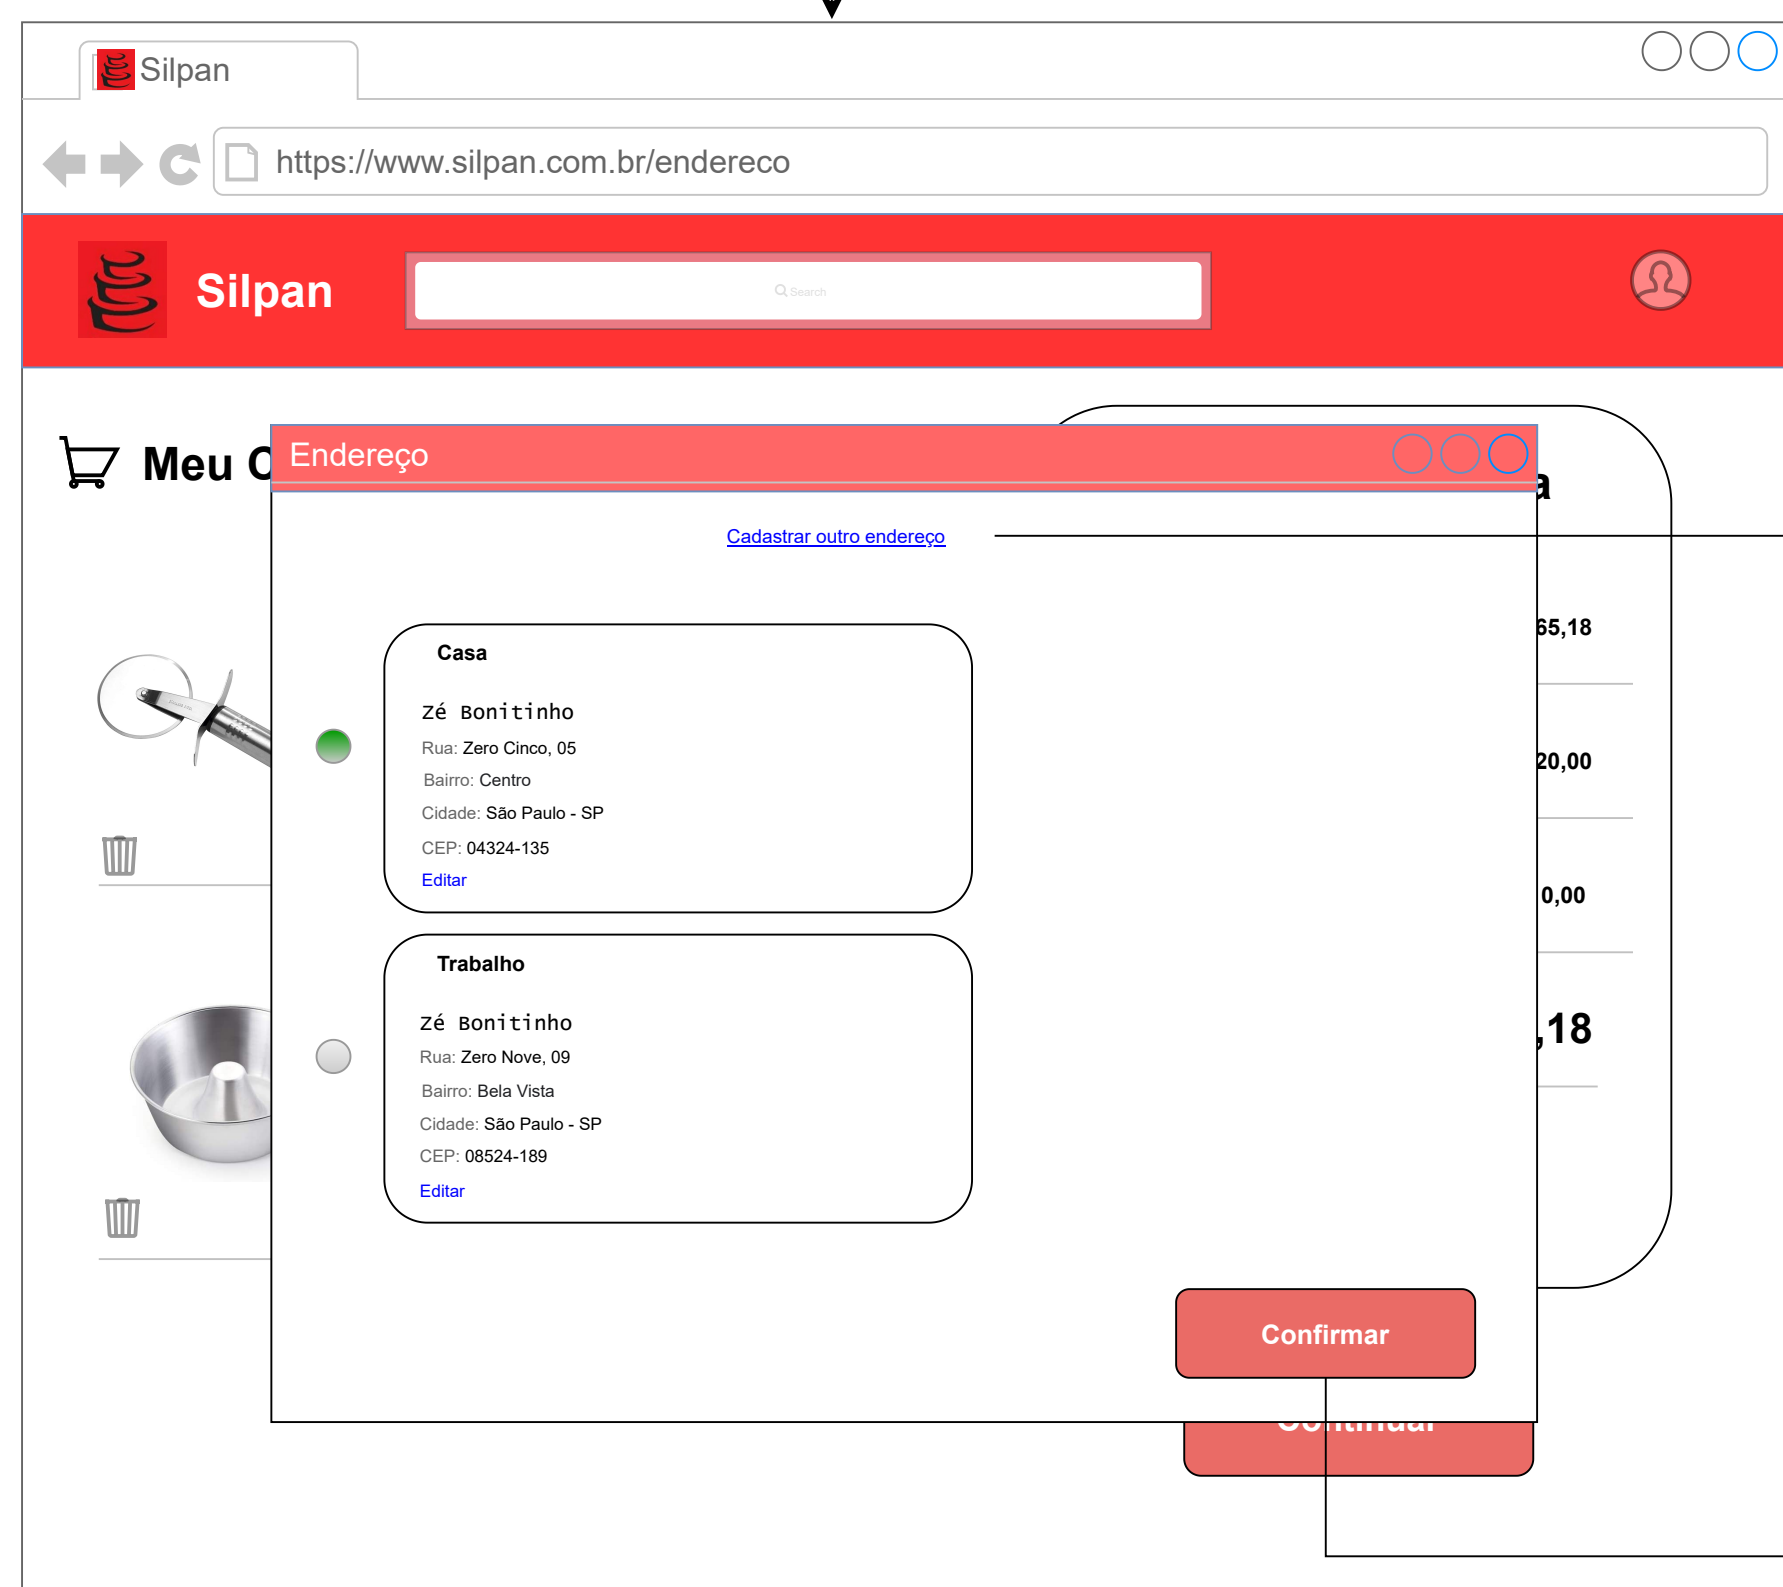 Silpan
https://www.silpan.com.br/endereco
Silpan
Search
Meu
Endereço
a
Cadastrar outro endereço
65,18
20,00
0,00
,18
Casa
Zé Bonitinho
Rua: Zero Cinco, 05
Bairro: Centro
Cidade: São Paulo - SP
CEP: 04324-135
Editar
Trabalho
Zé Bonitinho
Rua: Zero Nove, 09
Bairro: Bela Vista
Cidade: São Paulo - SP
CEP: 08524-189
Editar
Confirmar
Continuar